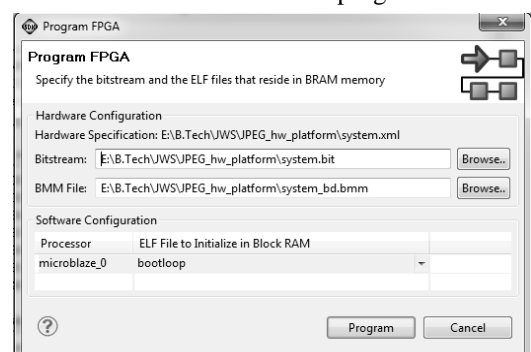 Program FPGA
Program FPGA
Specify the bitstream and the ELF files that reside in BRAM memory
Hardware Configuration
Hardware Specification: E:\B.Tech\JWS\JPEG_hw_platform\system.xml
Bitstream: E:\B.Tech\JWS\JPEG_hw_platform\system.bit Browse..
BMM File: E:\B.Tech\JWS\JPEG_hw_platform\system_bd.bmm Browse..
Software Configuration
Processor ELF File to Initialize in Block RAM
microblaze_0 bootloop
Program Cancel